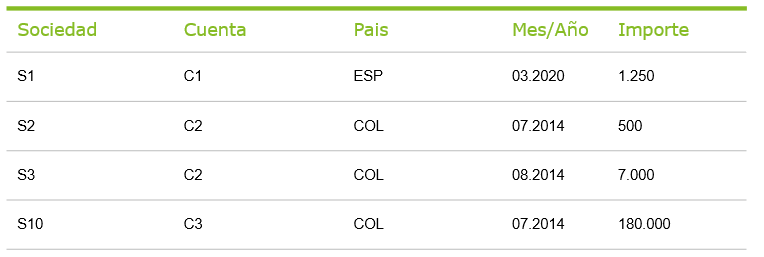 Sociedad Cuenta Pais Mes/Año Importe
S1 C1 ESP 03.2020 1.250
S2 C2 COL 07.2014 500
S3 C2 COL 08.2014 7.000
S10 C3 COL 07.2014 180.000